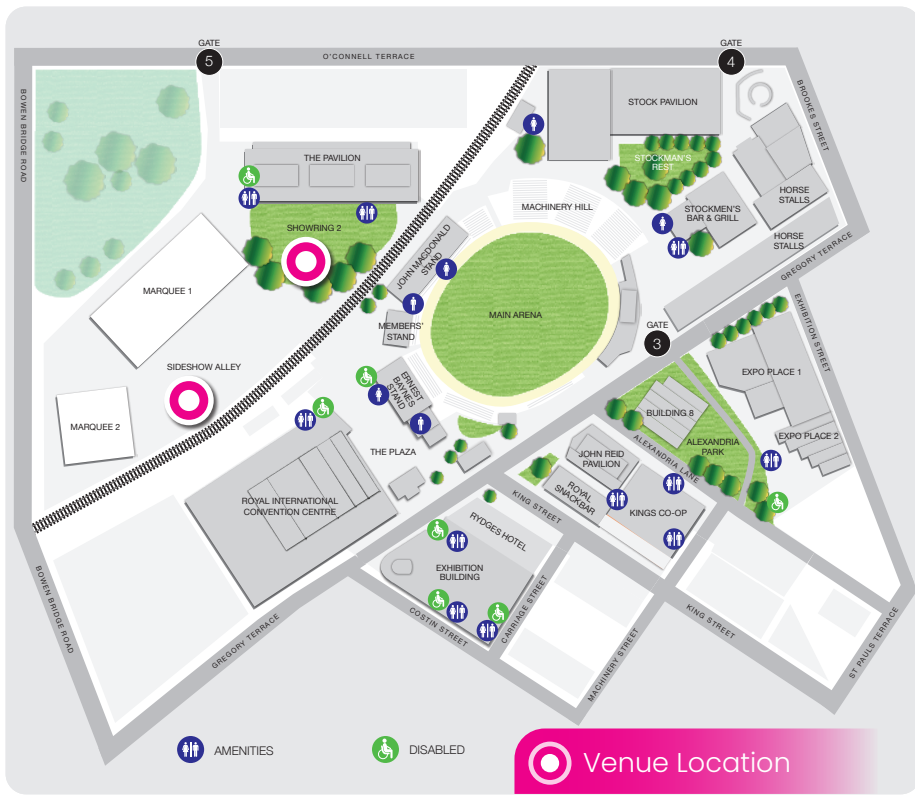 GATE
5
O'CONNELL TERRACE
GATE
4
BOWEN BRIDGE ROAD
BROOKES STREET
STOCK PAVILION
THE PAVILION
STOCKMAN'S
REST
HORSE
STALLS
MACHINERY HILL
STOCKMEN'S
BAR & GRILL
SHOWRING 2
JOHN MACDONALD
STAND
HORSE
STALLS
GREGORY TERRACE
MARQUEE 1
MAIN ARENA
MEMBERS'
STAND
GATE
3
EXHIBITION STREET
SIDESHOW ALLEY
EXPO PLACE 1
ERNEST
BAYNES
STAND
BUILDING 8
MARQUEE 2
ALEXANDRIA
PARK
EXPO PLACE 2
ALEXANDRIA LANE
THE PLAZA
JOHN REID
PAVILION
ROYAL
SNACKBAR
ROYAL INTERNATIONAL
CONVENTION CENTRE
KING STREET
KINGS CO-OP
RYDGES HOTEL
EXHIBITION
BUILDING
BOWEN BRIDGE ROAD
GREGORY TERRACE
COSTIN STREET
CARRIAGE STREET
MACHINERY STREET
KING STREET
ST PAULS TERRACE
AMENITIES
DISABLED
Venue Location